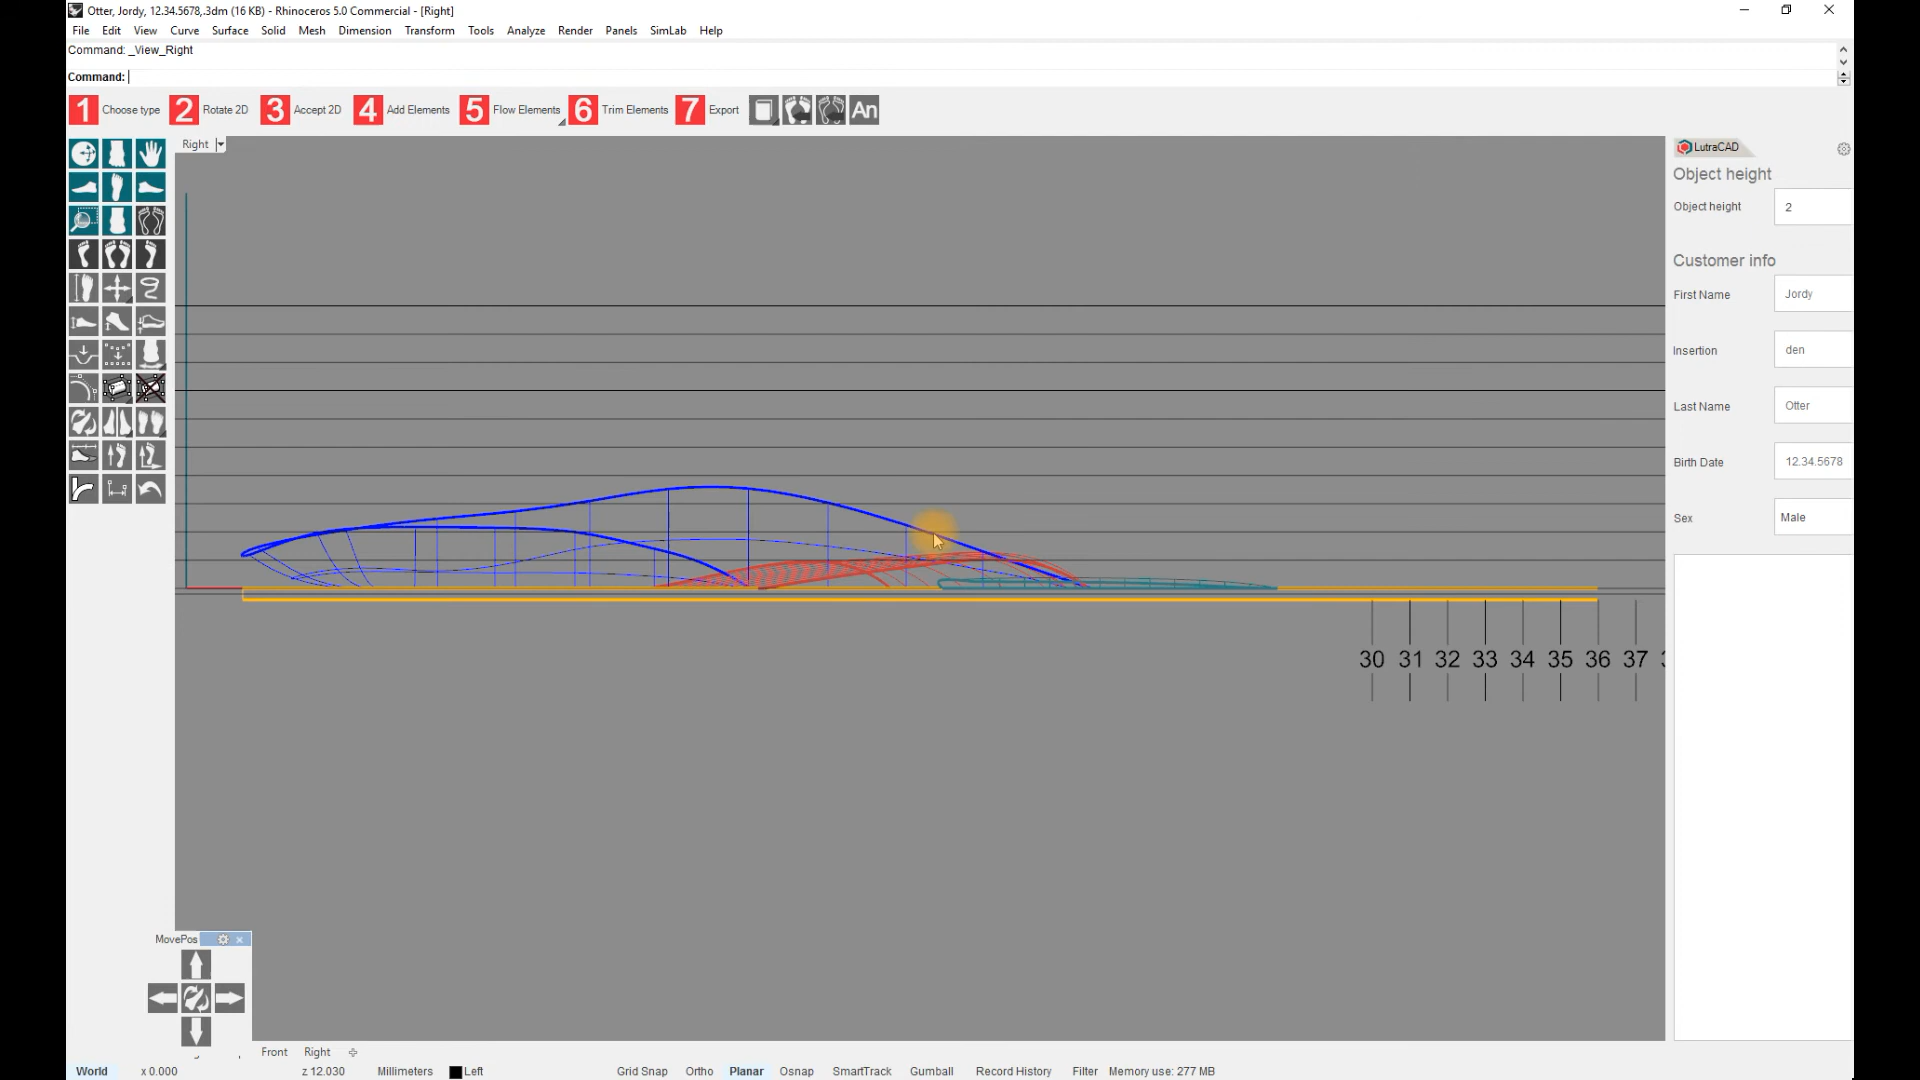 Otter, Jordy, 12.34.5678,.3dm (16 KB) - Rhinoceros 5.0 Commercial - [Right]
File Edit View Curve Surface Solid Mesh Dimension Transform Tools Analyze Render Panels SimLab Help
Command: _View_Right
Command:
1 Choose type 2 Rotate 2D 3 Accept 2D 4 Add Elements 5 Flow Elements 6 Trim Elements 7 Export An
Right
LutraCAD
Object height
Object height 2
Customer info
First Name Jordy
Insertion den
Last Name Otter
Birth Date 12.34.5678
Sex Male
30 31 32 33 34 35 36 37
MovePos
Front Right
World x 0.000 z 12.030 Millimeters Left Grid Snap Ortho Planar Osnap SmartTrack Gumball Record History Filter Memory use: 277 MB